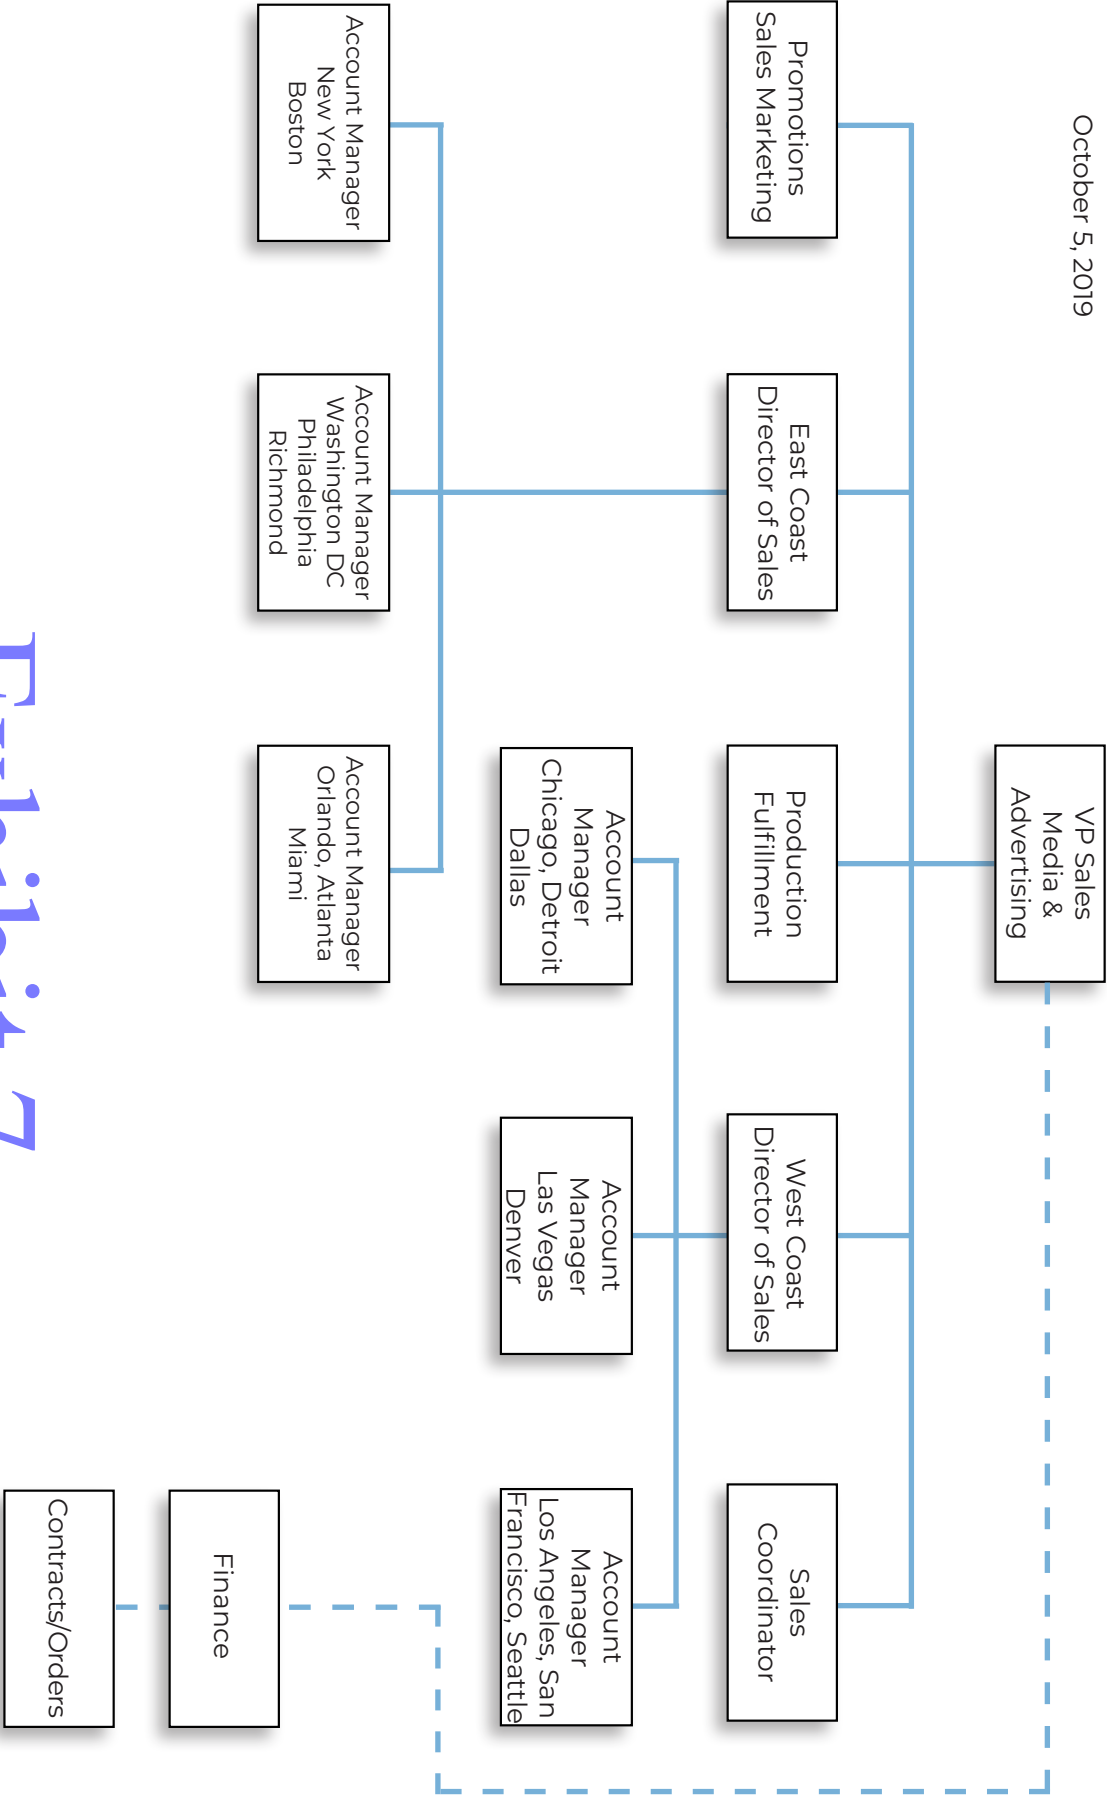 October 5, 2019
VP Sales
Media &
Advertising
Promotions
Sales Marketing
East Coast
Director of Sales
Production
Fulfillment
West Coast
Director of Sales
Sales
Coordinator
Account
Manager
Chicago, Detroit
Dallas
Account
Manager
Las Vegas
Denver
Account
Manager
Los Angeles, San
Francisco, Seattle
Account Manager
New York
Boston
Account Manager
Washington DC
Philadelphia
Richmond
Account Manager
Orlando, Atlanta
Miami
Finance
Contracts/Orders
Exhibit 7